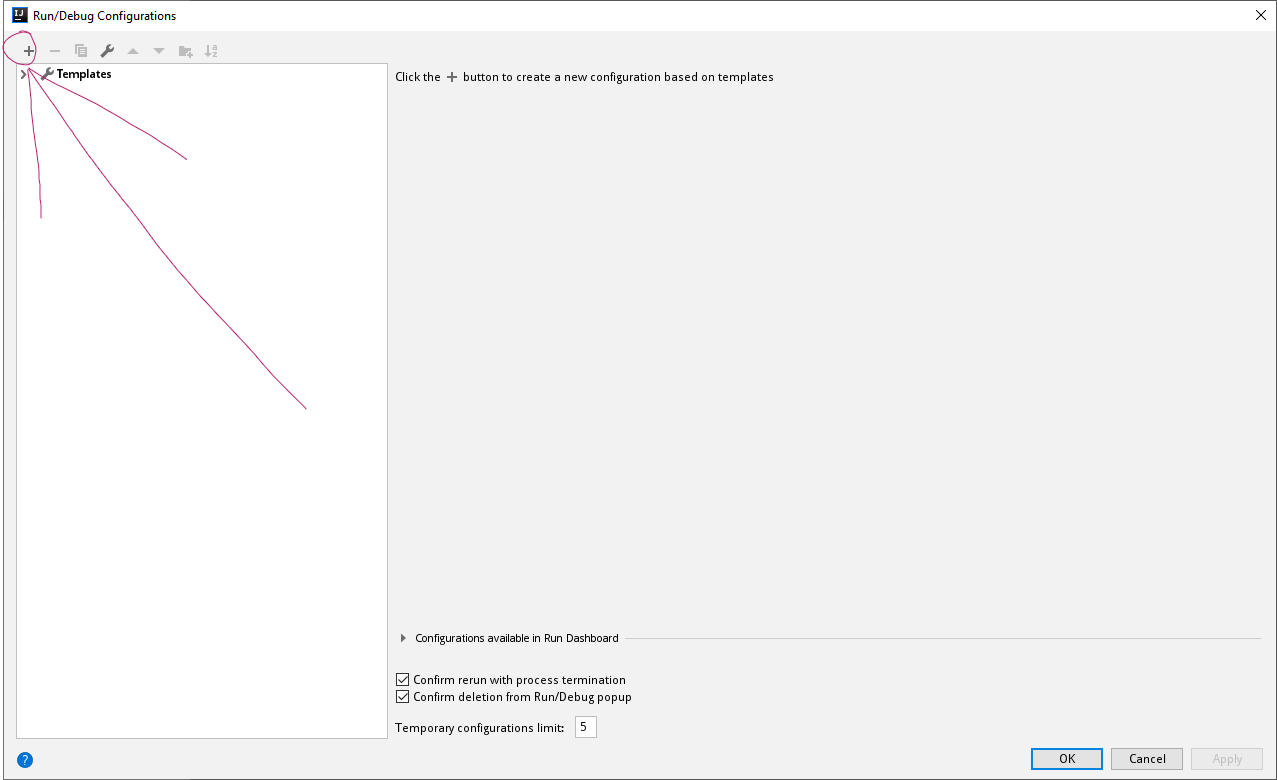 Run/Debug Configurations
Templates
Click the + button to create a new configuration based on templates
Configurations available in Run Dashboard
Confirm rerun with process termination
Confirm deletion from Run/Debug popup
Temporary configurations limit: 5
? OK Cancel Apply